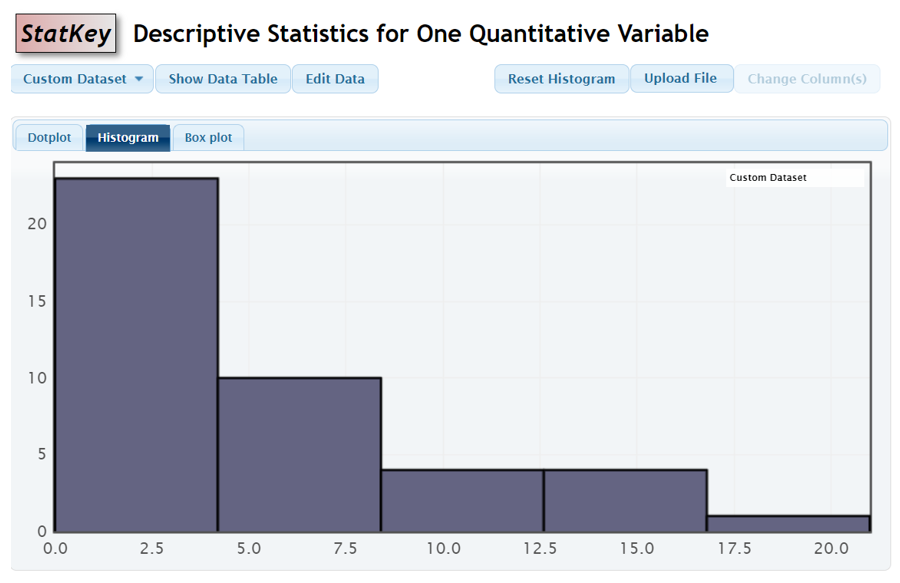 StatKey Descriptive Statistics for One Quantitative Variable
Custom Dataset Show Data Table Edit Data Reset Histogram Upload File Change Column(s)
Dotplot Histogram Box plot
Custom Dataset
20
15
10
5
0
0.0 2.5 5.0 7.5 10.0 12.5 15.0 17.5 20.0